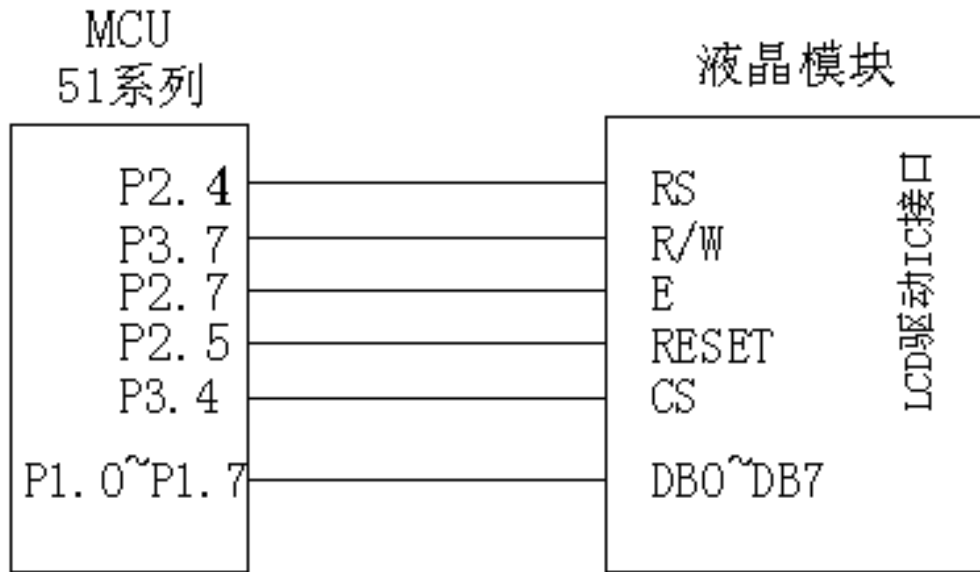 MCU
51系列
液晶模块
P2.4
RS
P3.7
R/W
P2.7
E
P2.5
RESET
P3.4
CS
P1.0~P1.7
DB0~DB7
LCD驱动IC接口